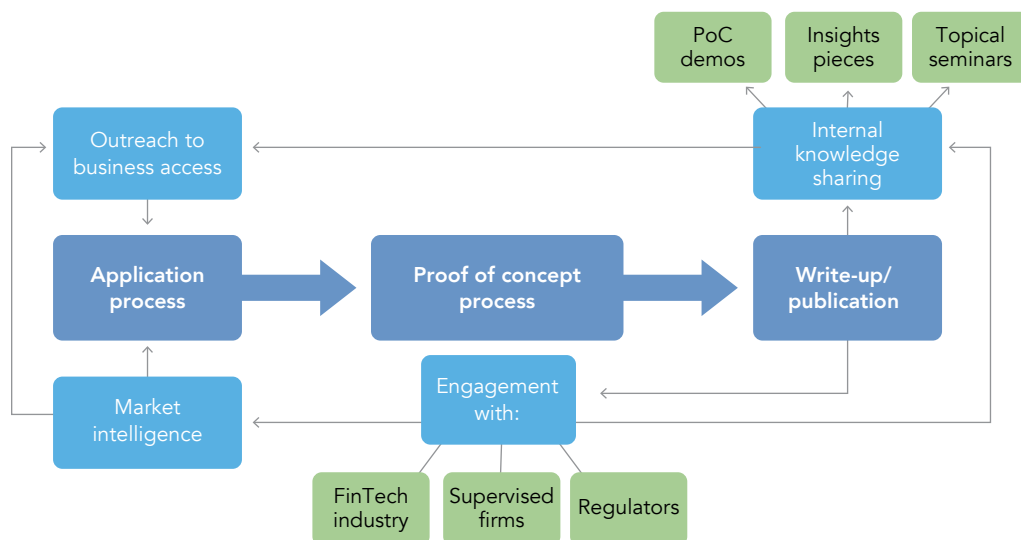 PoC
demos
Insights
pieces
Topical
seminars
Outreach to
business access
Internal
knowledge
sharing
Application
process
Proof of concept
process
Write-up/
publication
Market
intelligence
Engagement
with:
FinTech
industry
Supervised
firms
Regulators